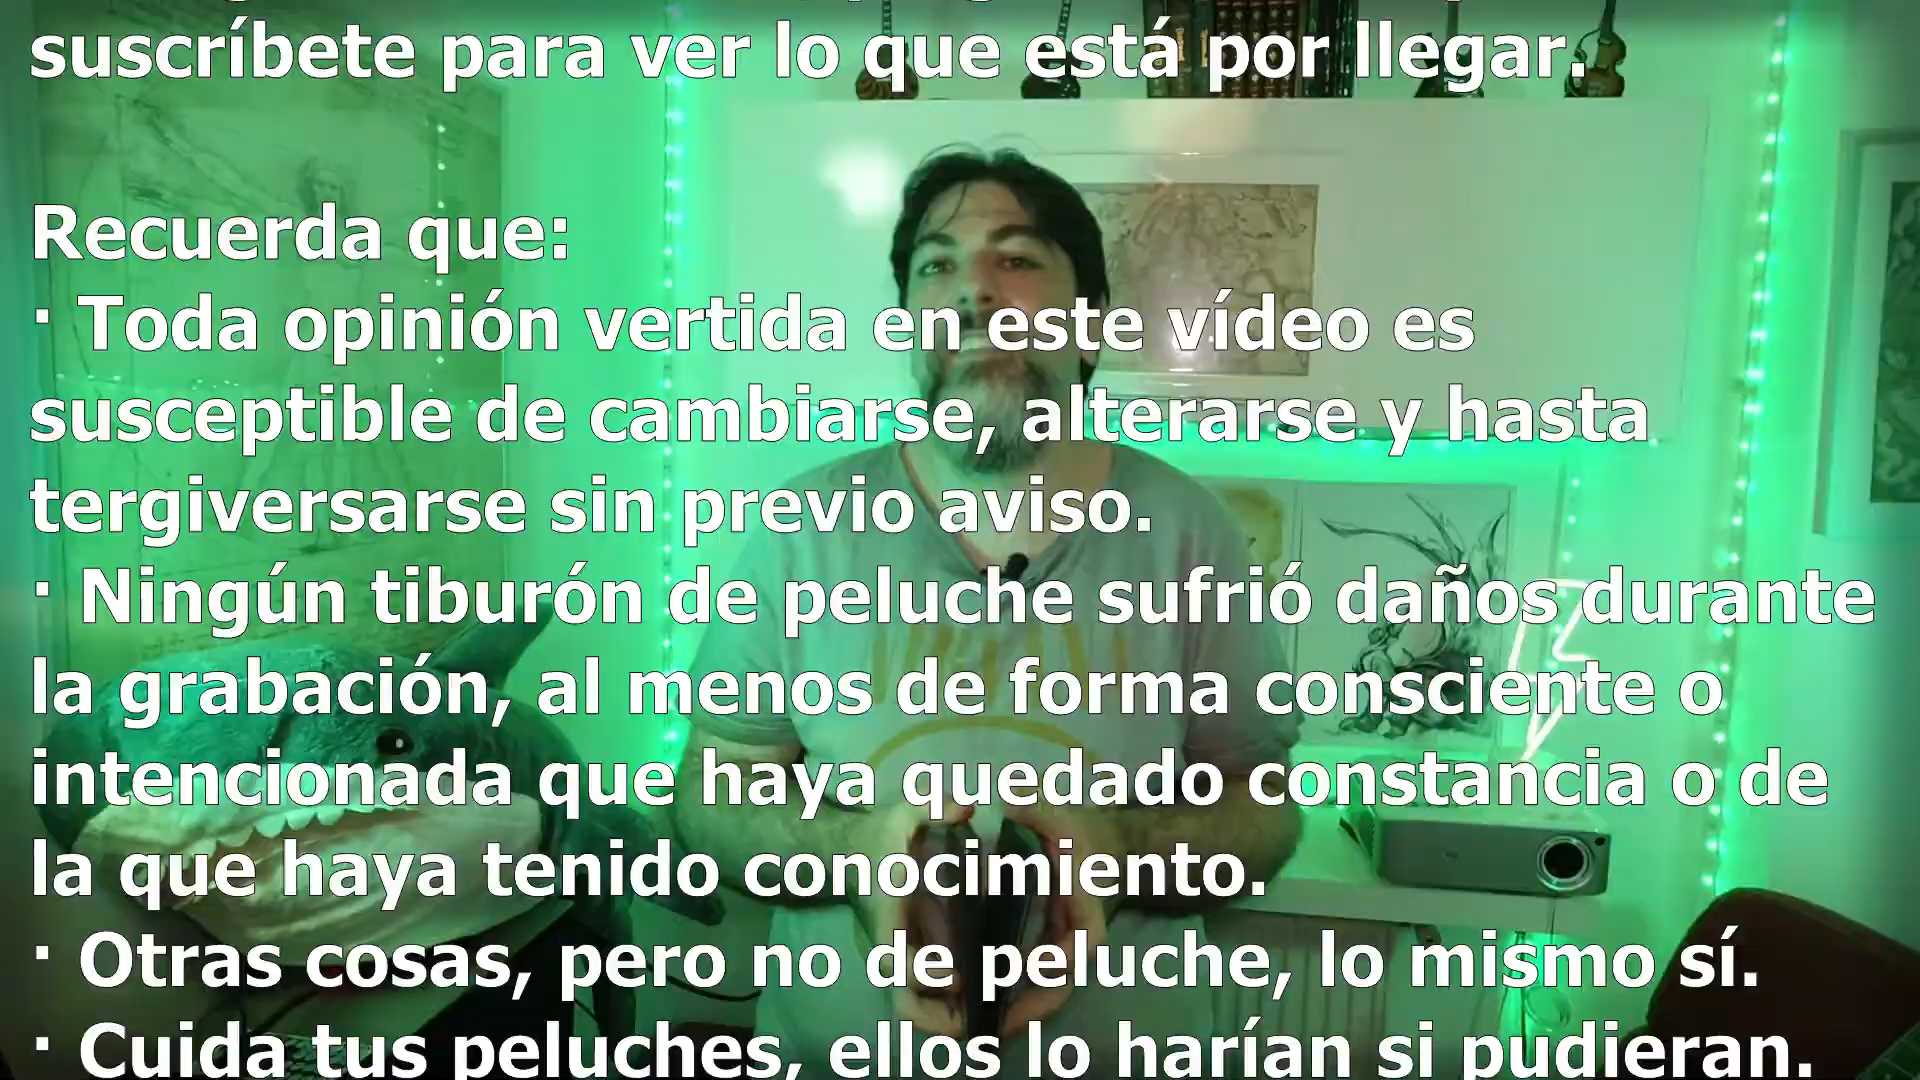 suscríbete para ver lo que está por llegar.
Recuerda que:
· Toda opinión vertida en este vídeo es
susceptible de cambiarse, alterarse y hasta
tergiversarse sin previo aviso.
· Ningún tiburón de peluche sufrió daños durante
la grabación, al menos de forma consciente o
intencionada que haya quedado constancia o de
la que haya tenido conocimiento.
· Otras cosas, pero no de peluche, lo mismo sí.
· Cuida tus peluches, ellos lo harían si pudieran.